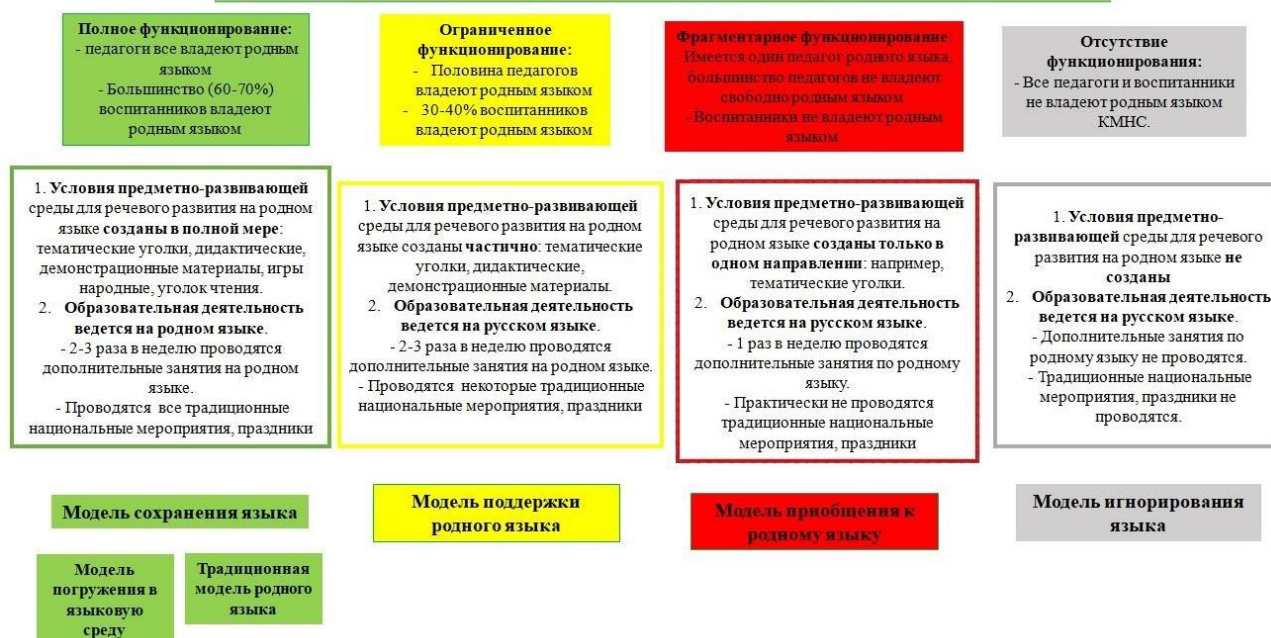 Полное функционирование:
- педагоги все владеют родным
языком
- Большинство (60-70%)
воспитанников владеют
родным языком
Ограниченное
функционирование:
- Половина педагогов
владеют родным языком
- 30-40% воспитанников
владеют родным языком
Фрагментарное функционирование:
-Имеется один педагог родного языка,
большинство педагогов не владеют
свободно родным языком
- Воспитанники не владеют родным
языком
Отсутствие
функционирования:
- Все педагоги и воспитанники
не владеют родным языком
КМНС.
1. Условия предметно-развивающей
среды для речевого развития на родном
языке созданы в полной мере:
тематические уголки, дидактические,
демонстрационные материалы, игры
народные, уголок чтения.
2. Образовательная деятельность
ведется на родном языке.
- 2-3 раза в неделю проводятся
дополнительные занятия на родном
языке.
- Проводятся все традиционные
национальные мероприятия, праздники
1. Условия предметно-развивающей
среды для речевого развития на родном
языке созданы частично: тематические
уголки, дидактические,
демонстрационные материалы.
2. Образовательная деятельность
ведется на русском языке.
- 2-3 раза в неделю проводятся
дополнительные занятия на родном языке.
- Проводятся некоторые традиционные
национальные мероприятия, праздники
1. Условия предметно-развивающей
среды для речевого развития на
родном языке созданы только в
одном направлении: например,
тематические уголки.
2. Образовательная деятельность
ведется на русском языке.
- 1 раз в неделю проводятся
дополнительные занятия по родному
языку.
- Практически не проводятся
традиционные национальные
мероприятия, праздники
1. Условия предметно-
развивающей среды для речевого
развития на родном языке не
созданы
2. Образовательная деятельность
ведется на русском языке.
- Дополнительные занятия по
родному языку не проводятся.
- Традиционные национальные
мероприятия, праздники не
проводятся.
Модель сохранения языка
Модель поддержки
родного языка
Модель приобщения к
родному языку
Модель игнорирования
языка
Модель
погружения в
языковую
среду
Традиционная
модель родного
языка